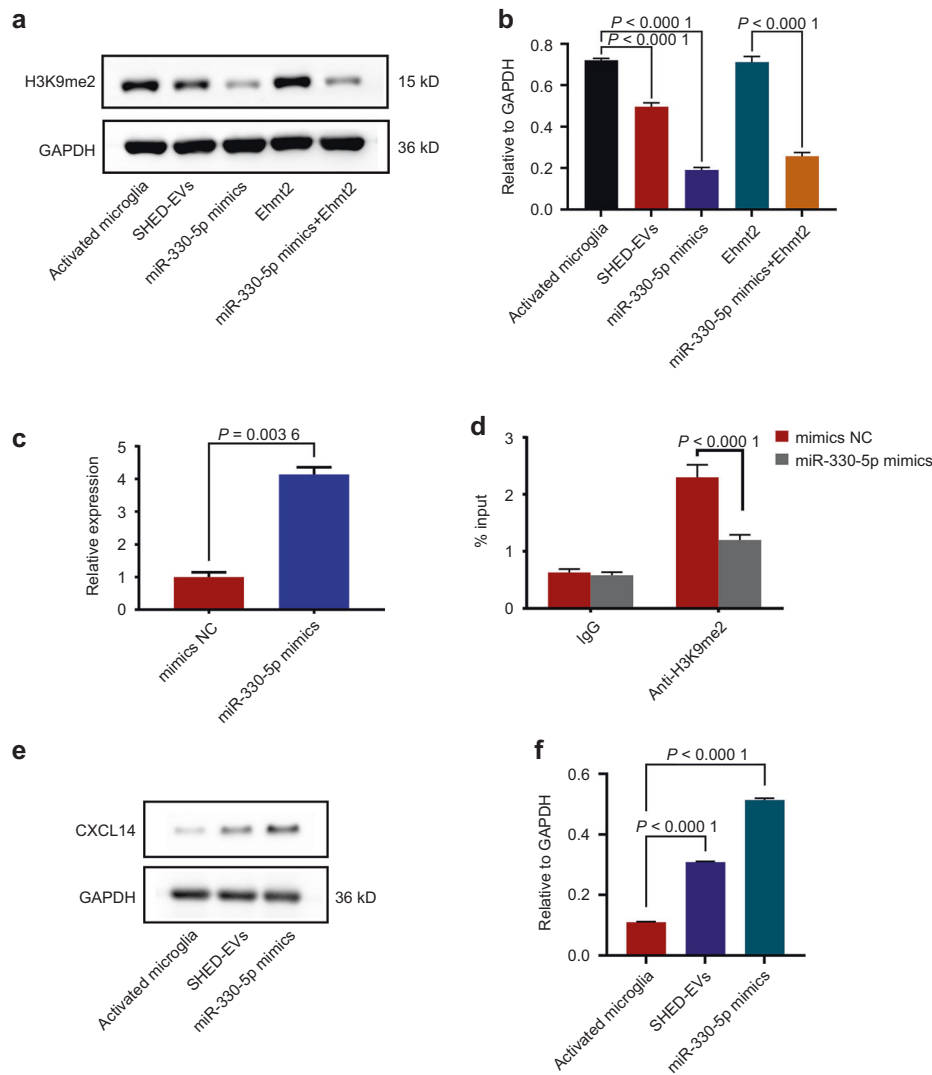 a
H3K9me2
15 kD
GAPDH
36 kD
Activated microglia
SHED-EVs
miR-330-5p mimics
Ehmt2
miR-330-5p mimics+Ehmt2
b
P < 0.000 1
P < 0.000 1
P < 0.000 1
Relative to GAPDH
0.8
0.6
0.4
0.2
0.0
Activated microglia
SHED-EVs
miR-330-5p mimics
Ehmt2
miR-330-5p mimics+Ehmt2
c
P = 0.003 6
Relative expression
5
4
3
2
1
0
mimics NC
miR-330-5p mimics
d
mimics NC
miR-330-5p mimics
P < 0.000 1
% input
3
2
1
0
IgG
Anti-H3K9me2
e
CXCL14
GAPDH
36 kD
Activated microglia
SHED-EVs
miR-330-5p mimics
f
P < 0.000 1
P < 0.000 1
Relative to GAPDH
0.6
0.4
0.2
0.0
Activated microglia
SHED-EVs
miR-330-5p mimics